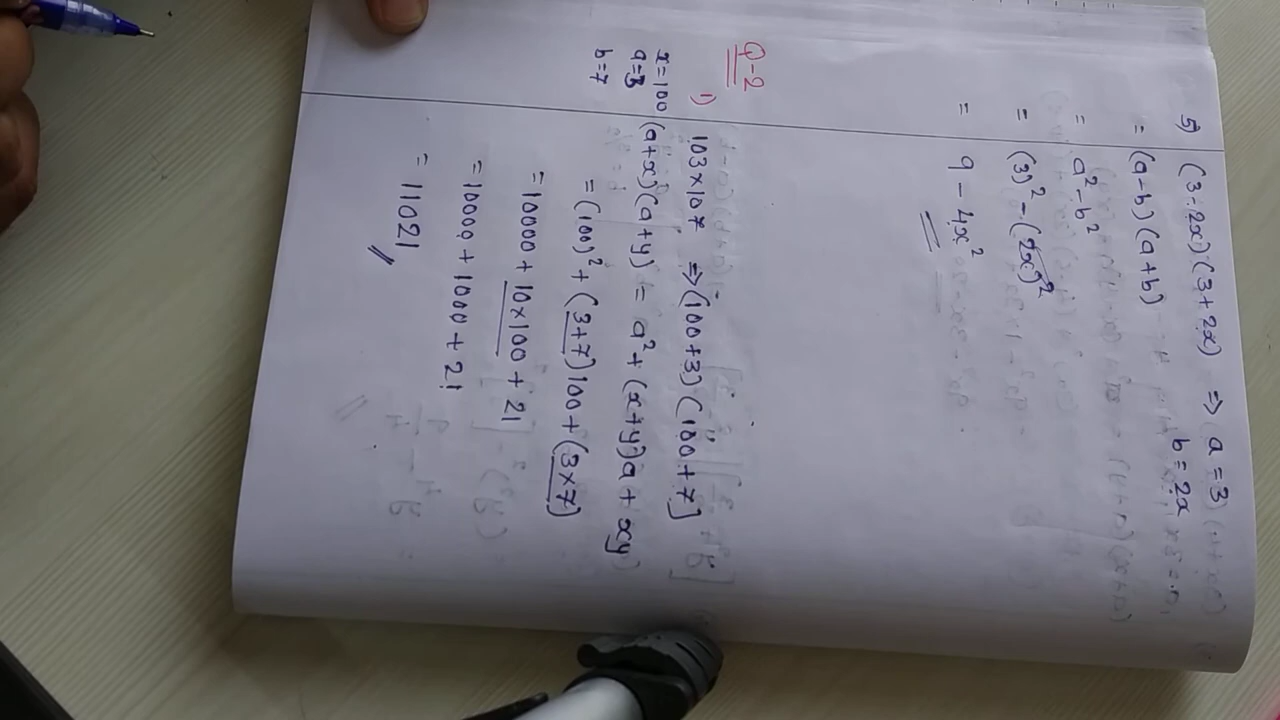 5) (3-2x)(3+2x) ⇒ a=3
b=2x
= (a-b)(a+b)
= a² - b²
= (3)² - (2x)²
= 9 - 4x²
Q-2
1) 103×107 ⇒ (100+3)(100+7)
x=100 (a+x)(a+y) = a² + (x+y)a + xy
a=3
b=7
= (100)² + (3+7)100 + (3×7)
= 10000 + 10×100 + 21
= 10000 + 1000 + 21
= 11021